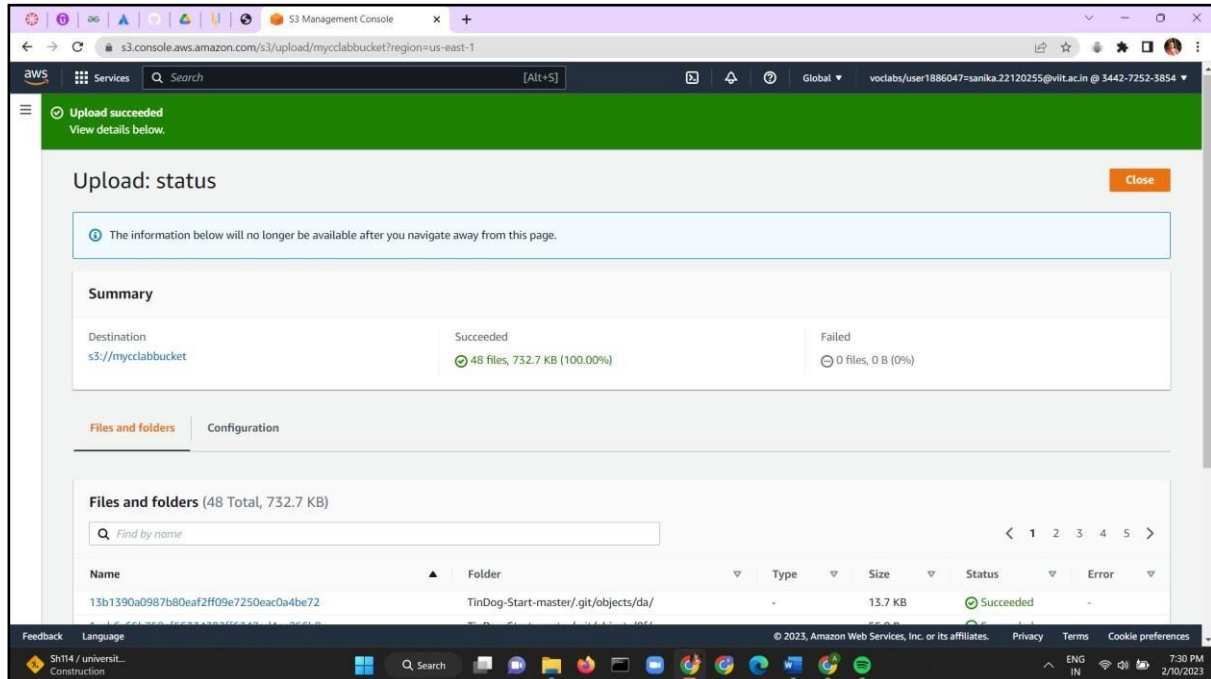 S3 Management Console
s3.console.aws.amazon.com/s3/upload/mycclabbucket?region=us-east-1
aws
Services
Search
[Alt+S]
Global
voclabs/user1886047=sanika.22120255@viit.ac.in @ 3442-7252-3854
Upload succeeded
View details below.
Upload: status
Close
The information below will no longer be available after you navigate away from this page.
Summary
Destination
s3://mycclabbucket
Succeeded
48 files, 732.7 KB (100.00%)
Failed
0 files, 0 B (0%)
Files and folders
Configuration
Files and folders (48 Total, 732.7 KB)
Find by name
1 2 3 4 5
Name Folder Type Size Status Error
13b1390a0987b80eaf2ff09e7250eac0a4be72 TinDog-Start-master/.git/objects/da/ - 13.7 KB Succeeded -
Feedback Language © 2023, Amazon Web Services, Inc. or its affiliates. Privacy Terms Cookie preferences
Sh114 / universit...
Construction
Search
ENG
IN
7:30 PM
2/10/2023